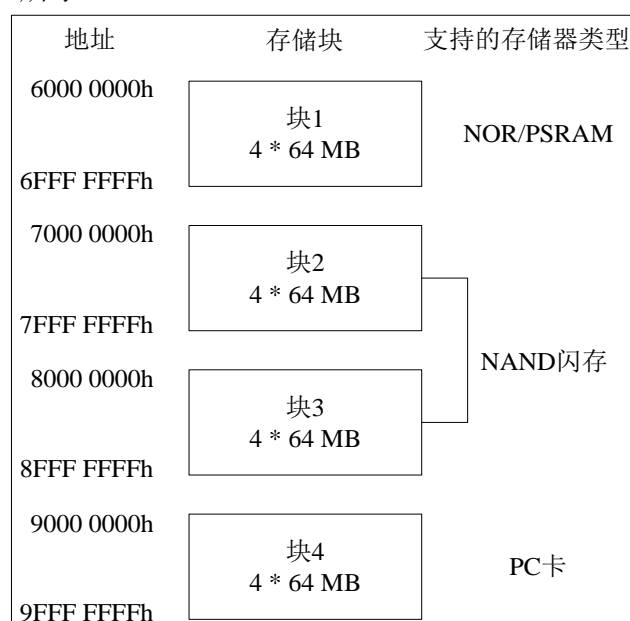 地址 存储块 支持的存储器类型
6000 0000h
块1
4 * 64 MB
NOR/PSRAM
6FFF FFFFh
7000 0000h
块2
4 * 64 MB
7FFF FFFFh
NAND闪存
8000 0000h
块3
4 * 64 MB
8FFF FFFFh
9000 0000h
块4
4 * 64 MB
PC卡
9FFF FFFFh